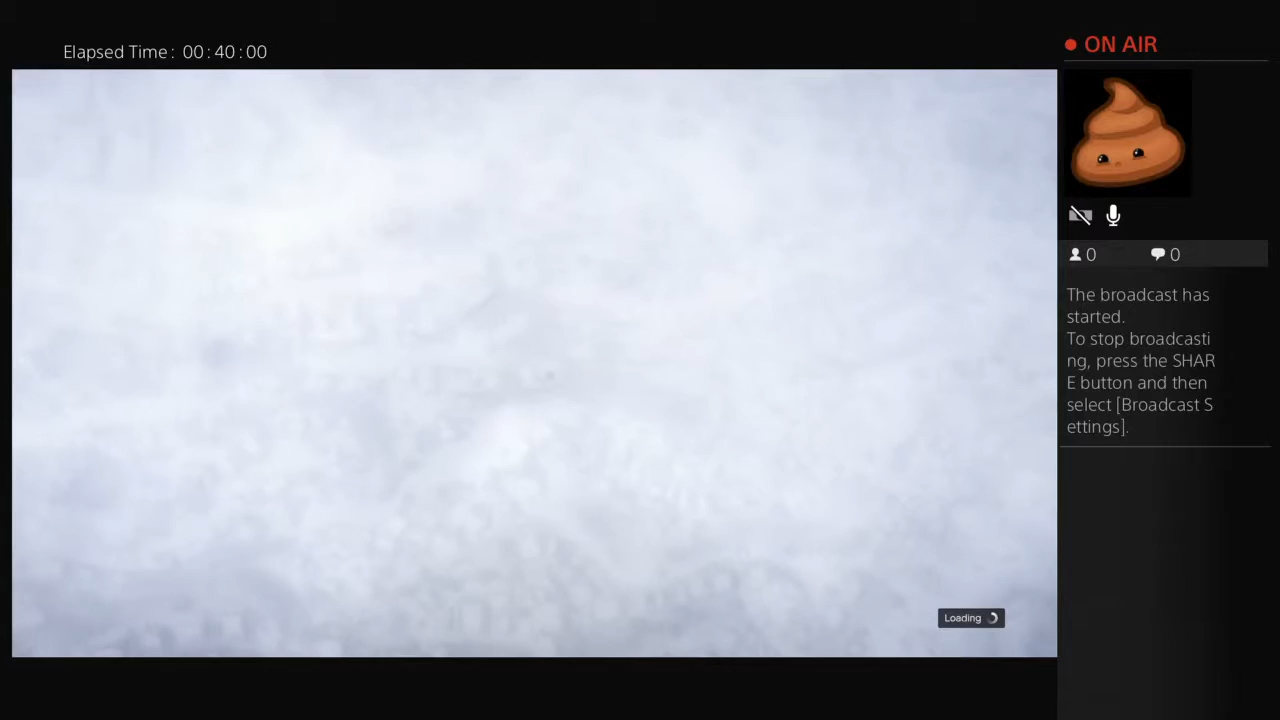 Elapsed Time: 00:40:00
ON AIR
0 0
The broadcast has
started.
To stop broadcasti
ng, press the SHAR
E button and then
select [Broadcast S
ettings].
Loading